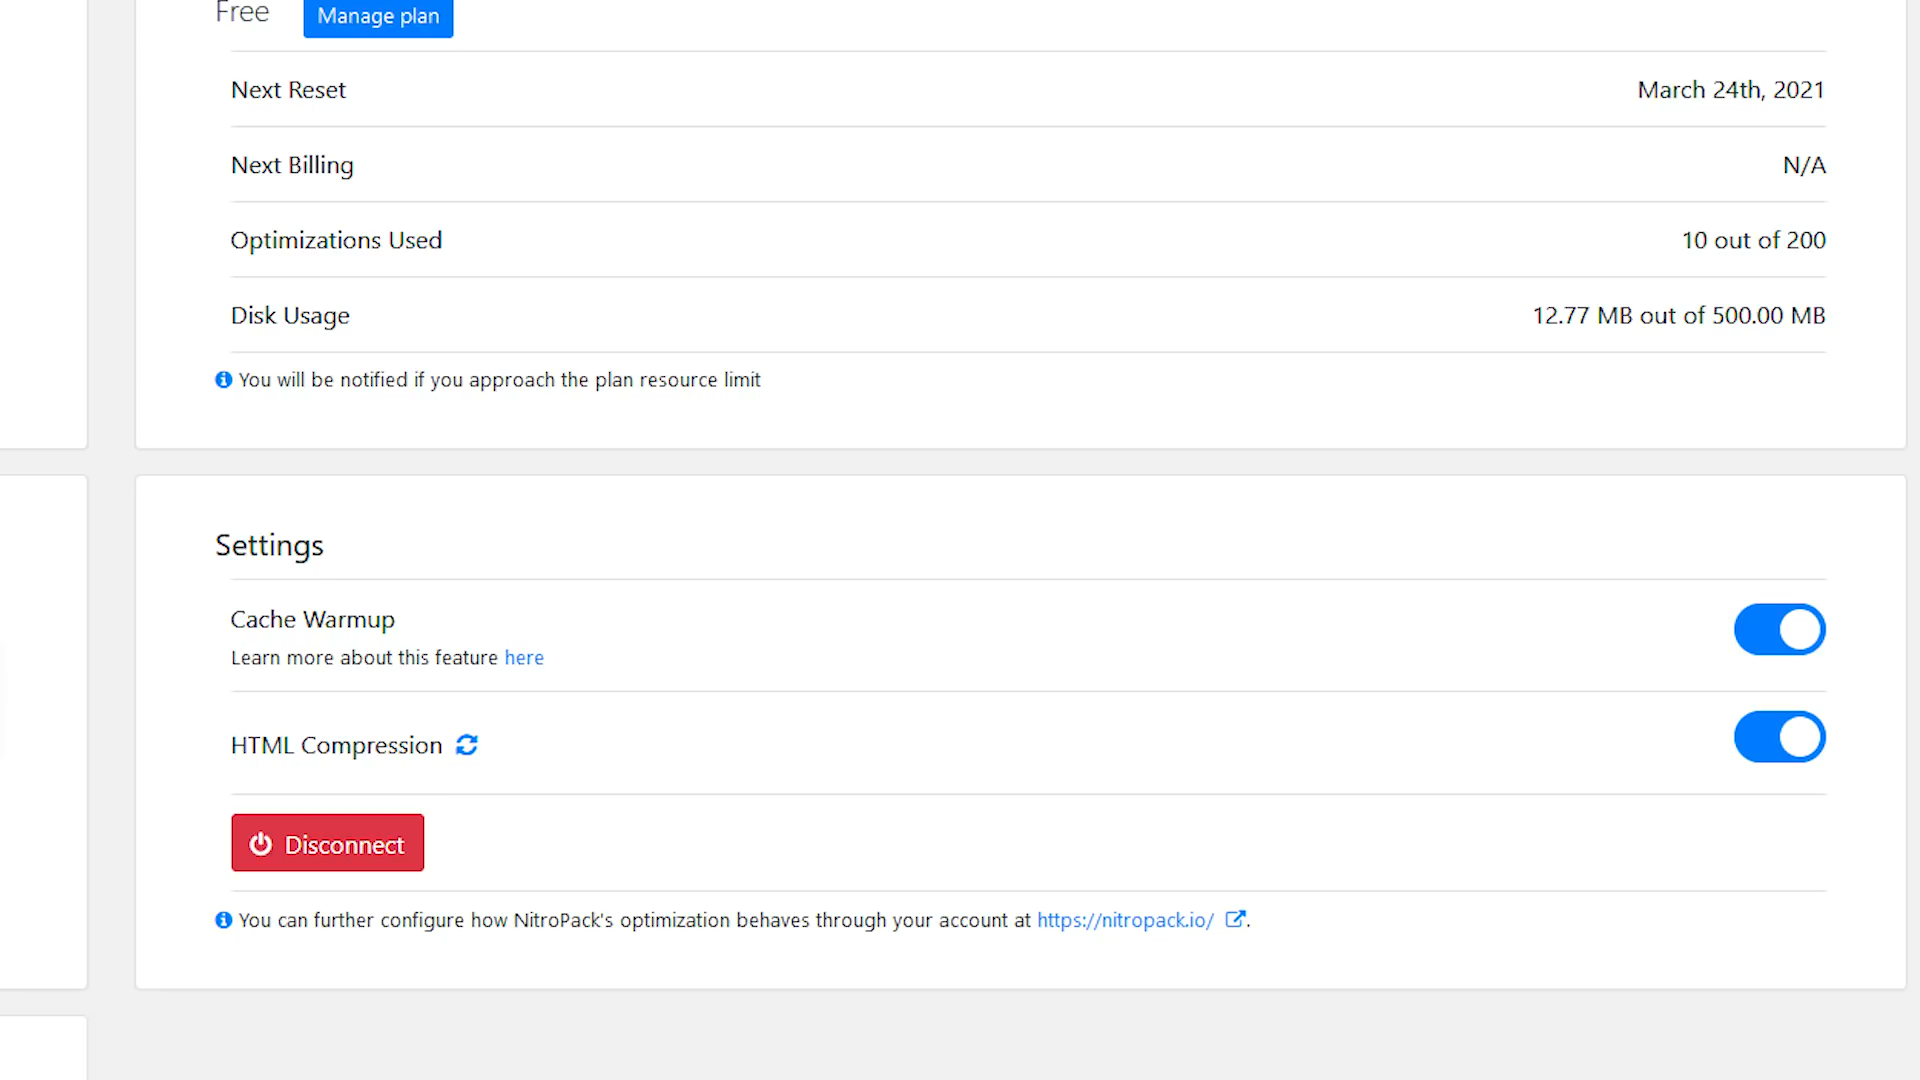 Free
Manage plan
Next Reset
March 24th, 2021
Next Billing
N/A
Optimizations Used
10 out of 200
Disk Usage
12.77 MB out of 500.00 MB
You will be notified if you approach the plan resource limit
Settings
Cache Warmup
Learn more about this feature here
HTML Compression
Disconnect
You can further configure how NitroPack's optimization behaves through your account at https://nitropack.io/ .